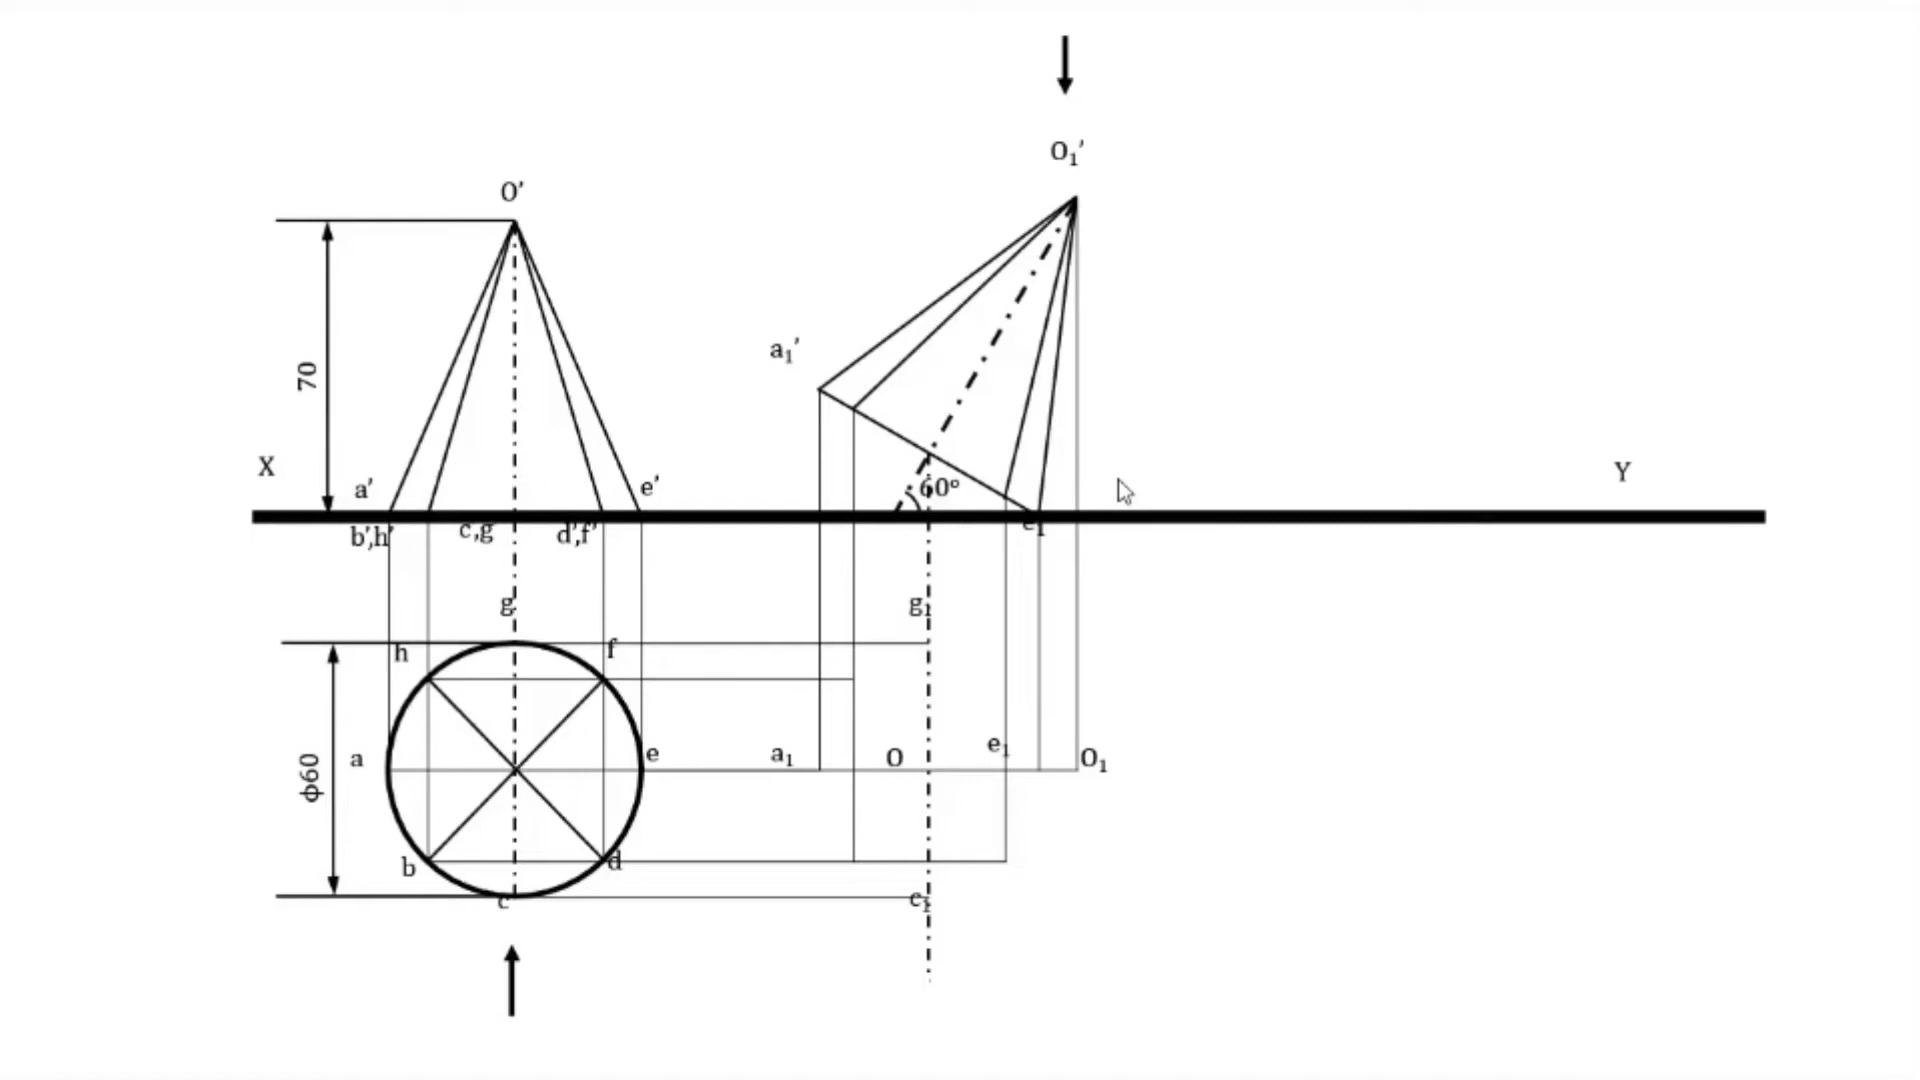 O₁’
O’
a₁’
70
X
Y
a’
e’
60°
b’,h’
c,g
d’,f’
e₁
g
g₁
h
f
a
e
a₁
O
e₁
O₁
ϕ60
b
d
c
c₁